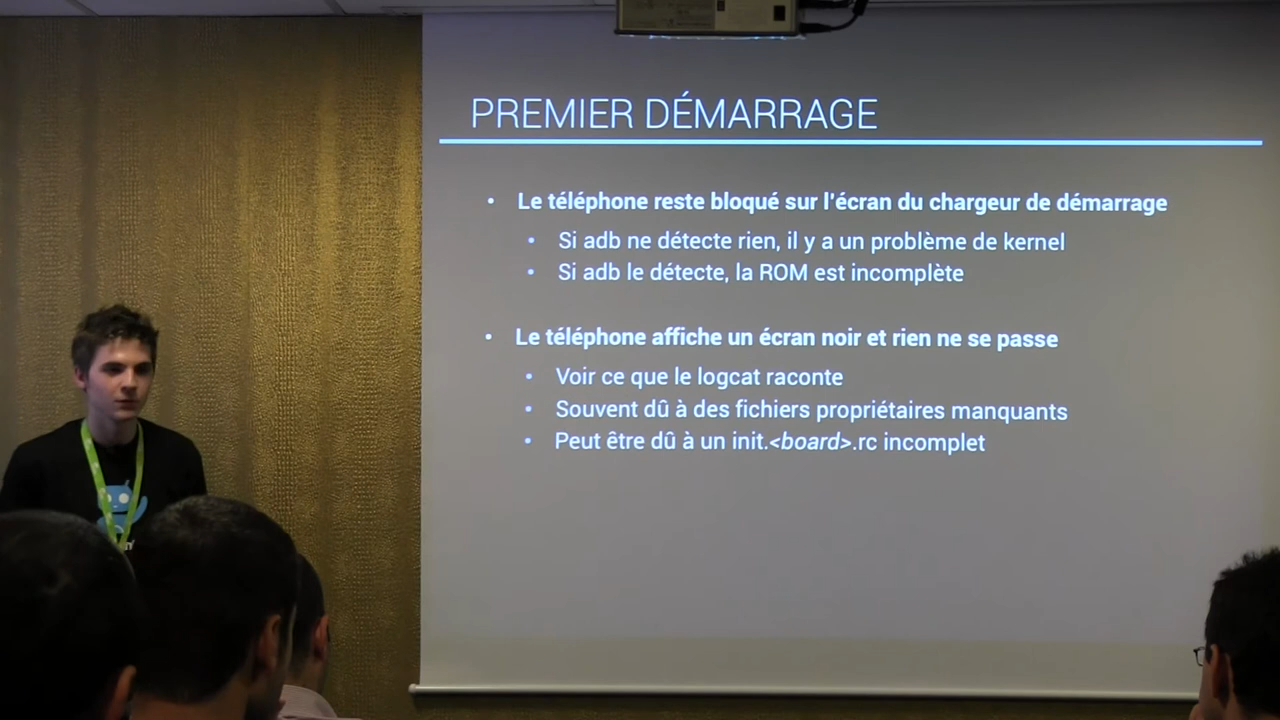 PREMIER DÉMARRAGE
• Le téléphone reste bloqué sur l'écran du chargeur de démarrage
• Si adb ne détecte rien, il y a un problème de kernel
• Si adb le détecte, la ROM est incomplète
• Le téléphone affiche un écran noir et rien ne se passe
• Voir ce que le logcat raconte
• Souvent dû à des fichiers propriétaires manquants
• Peut être dû à un init.<board>.rc incomplet